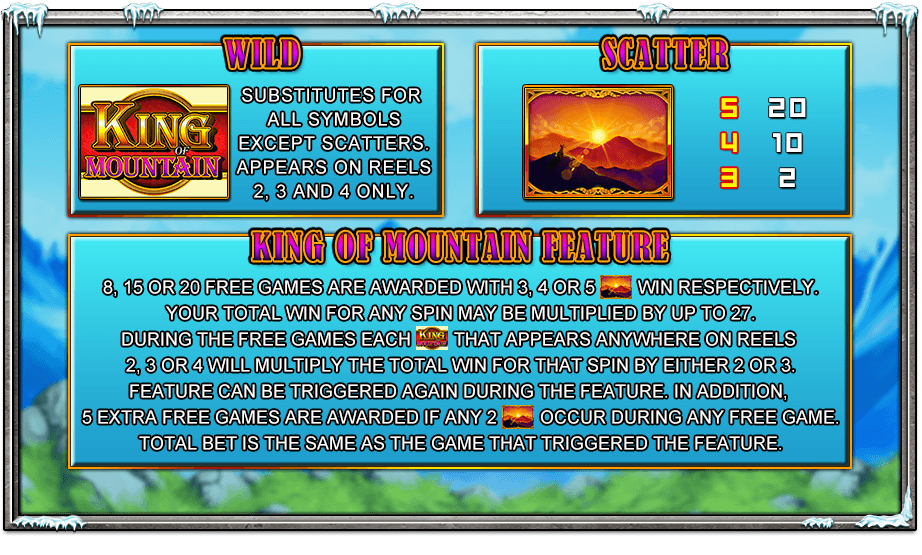 WILD
KING
OF
MOUNTAIN
SUBSTITUTES FOR
ALL SYMBOLS
EXCEPT SCATTERS.
APPEARS ON REELS
2, 3 AND 4 ONLY.
SCATTER
5 20
4 10
3 2
KING OF MOUNTAIN FEATURE
8, 15 OR 20 FREE GAMES ARE AWARDED WITH 3, 4 OR 5 WIN RESPECTIVELY.
YOUR TOTAL WIN FOR ANY SPIN MAY BE MULTIPLIED BY UP TO 27.
DURING THE FREE GAMES EACH KING MOUNTAIN THAT APPEARS ANYWHERE ON REELS
2, 3 OR 4 WILL MULTIPLY THE TOTAL WIN FOR THAT SPIN BY EITHER 2 OR 3.
FEATURE CAN BE TRIGGERED AGAIN DURING THE FEATURE. IN ADDITION,
5 EXTRA FREE GAMES ARE AWARDED IF ANY 2 OCCUR DURING ANY FREE GAME.
TOTAL BET IS THE SAME AS THE GAME THAT TRIGGERED THE FEATURE.